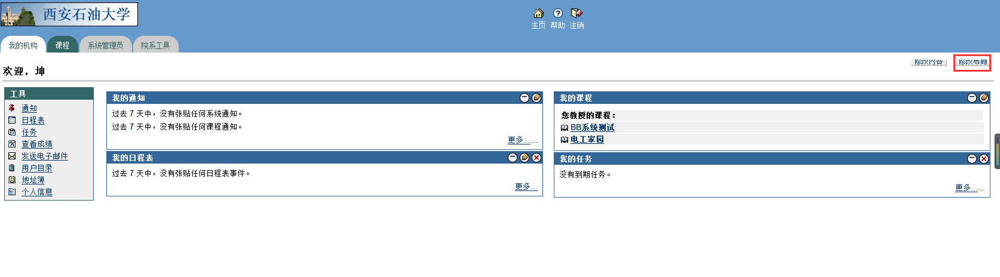 西安石油大学
主页 帮助 注销
我的机构 课程 系统管理员 院系工具
修改内容 修改布局
欢迎，坤
工具
通知
日程表
任务
查看成绩
发送电子邮件
用户目录
地址簿
个人信息
我的通知
过去 7 天中，没有张贴任何系统通知。
过去 7 天中，没有张贴任何课程通知。
更多......
我的日程表
过去 7 天中，没有张贴任何日程表事件。
更多...
我的课程
您教授的课程：
BB系统测试
电工家园
我的任务
没有到期任务。
更多......